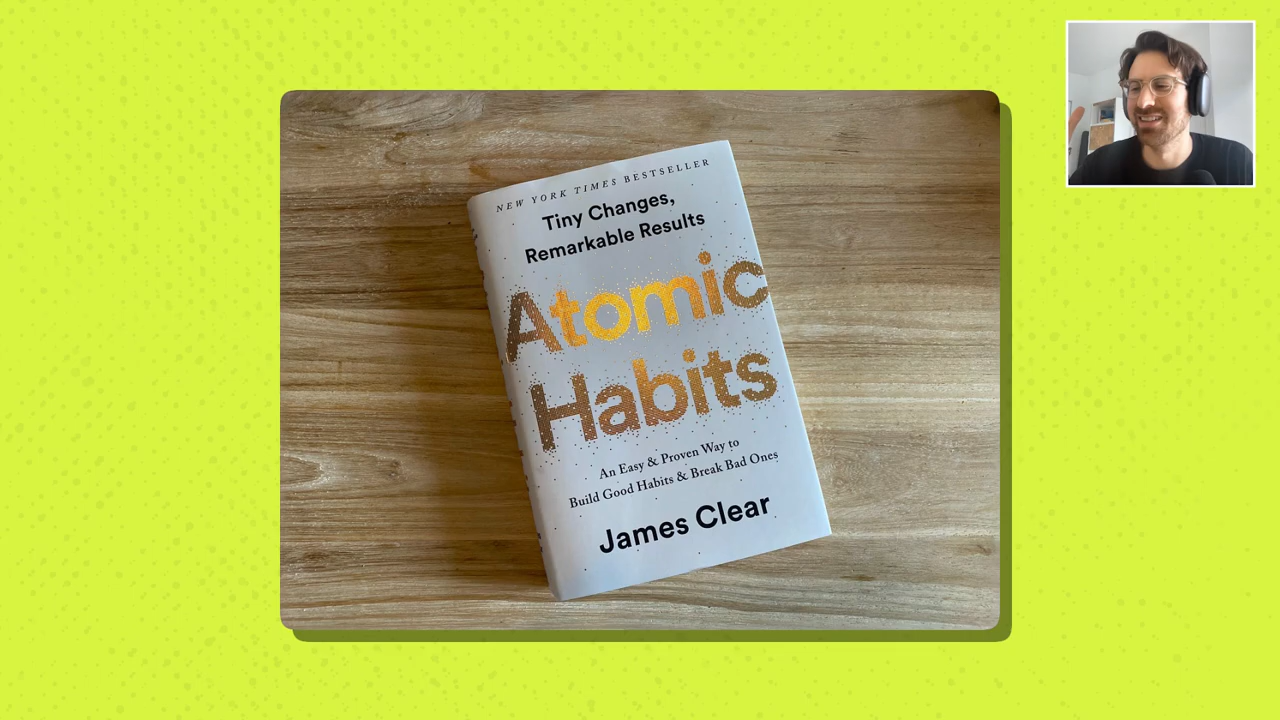 NEW YORK TIMES BESTSELLER
Tiny Changes,
Remarkable Results
Atomic
Habits
An Easy & Proven Way to
Build Good Habits & Break Bad Ones
James Clear